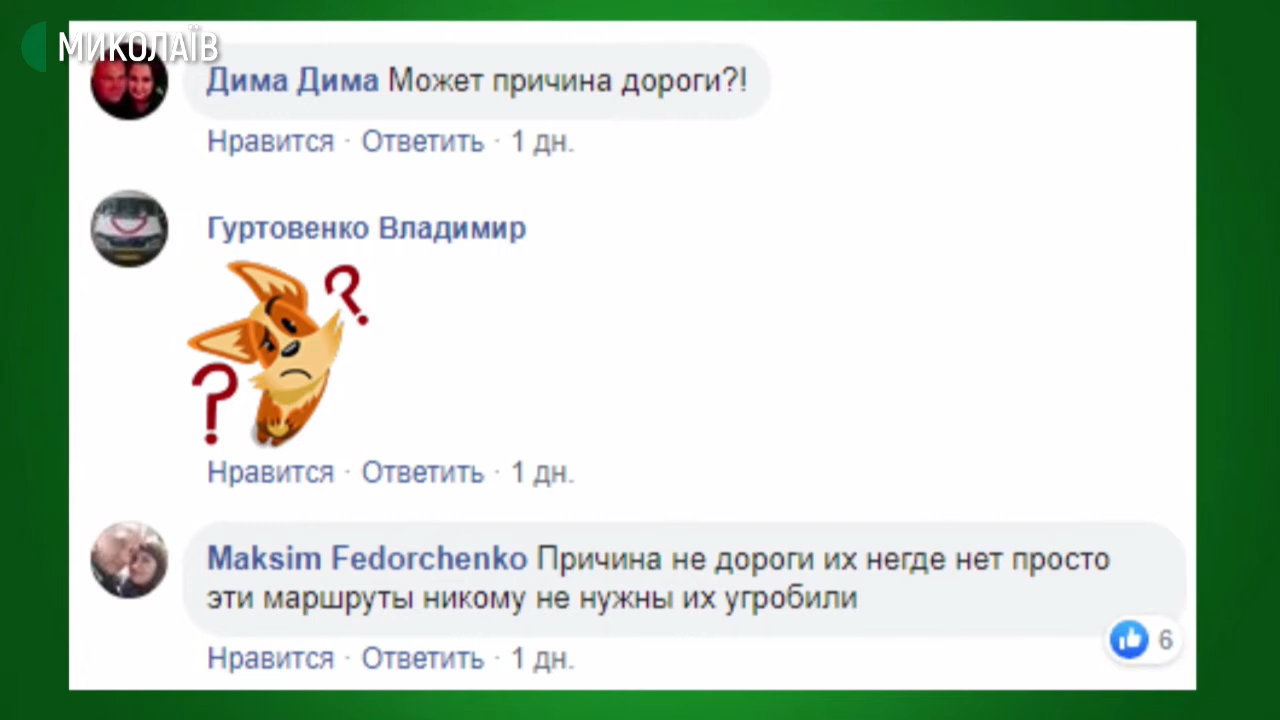 МИКОЛАЇВ
Дима Дима Может причина дороги?!
Нравится · Ответить · 1 дн.
Гуртовенко Владимир
? ?
Нравится · Ответить · 1 дн.
Maksim Fedorchenko Причина не дороги их негде нет просто
эти маршруты никому не нужны их угробили
6
Нравится · Ответить · 1 дн.